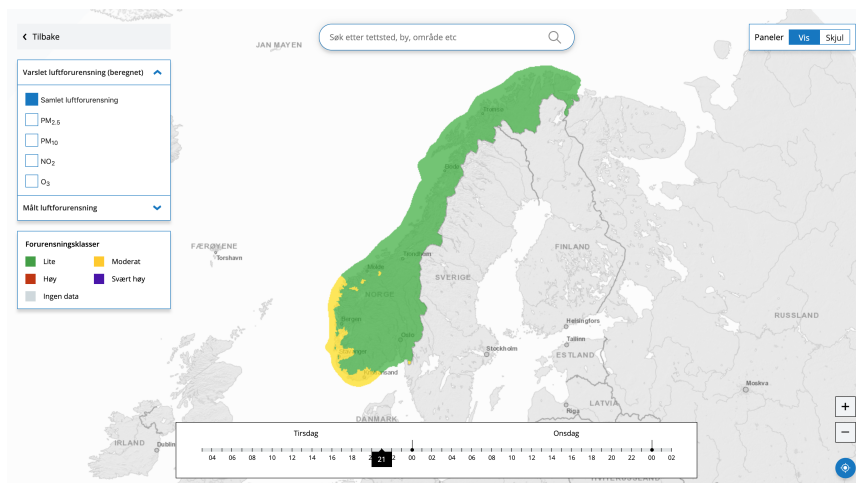 Tilbake
Søk etter tettsted, by, område etc
Paneler Vis Skjul
JAN MAYEN
Varslet luftforurensning (beregnet)
Samlet luftforurensning
PM2.5
PM10
NO2
O3
Målt luftforurensning
Forurensningsklasser
Lite Moderat
Høy Svært høy
Ingen data
Tromsø
Bodø
FÆRØYENE
Torshavn
FINLAND
Trondheim
Molde
SVERIGE
NORGE
RUSSLAND
Bergen
Helsingfors
Oslo
Tallinn
Stockholm
ESTLAND
Moskva
LATVIA
Riga
DANMARK
IRLAND
Dublin
+
−
Tirsdag Onsdag
04 06 08 10 12 14 16 18 21 00 02 04 06 08 10 12 14 16 18 20 22 00 02